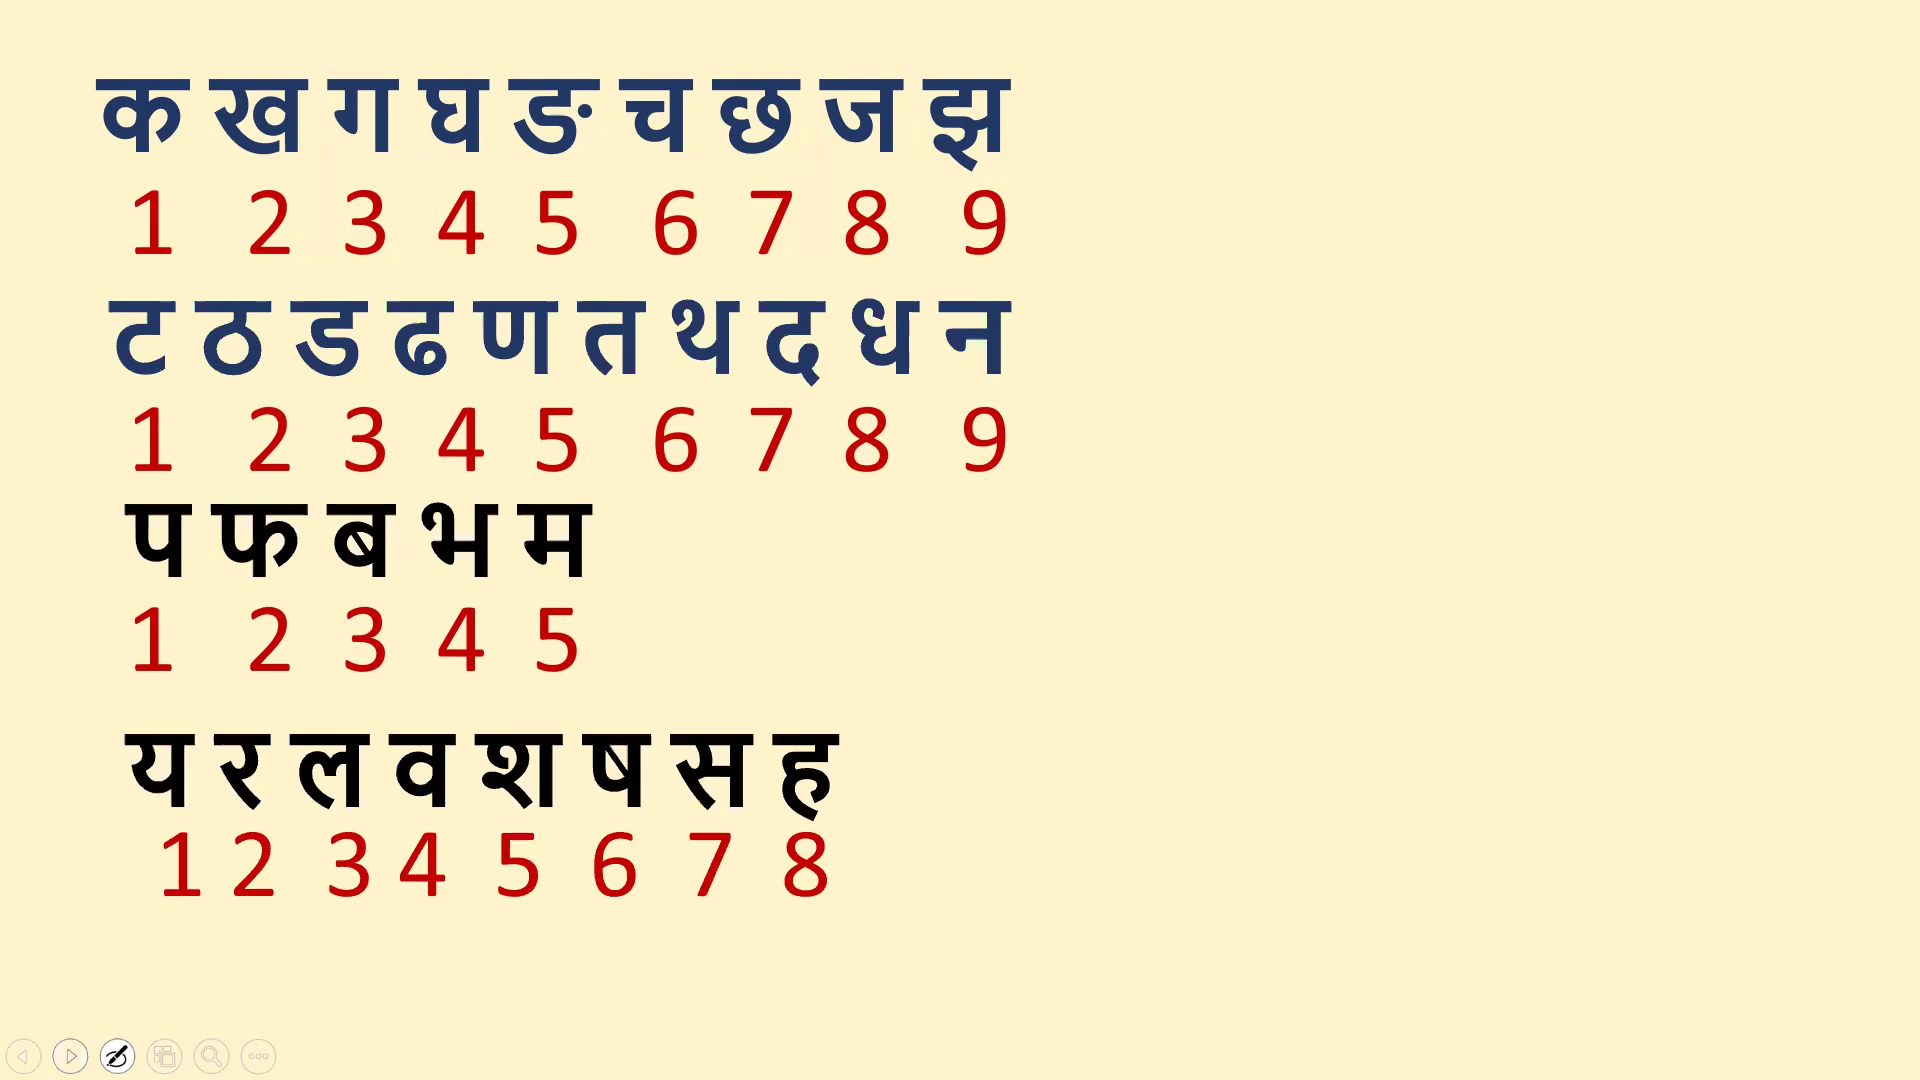 क ख ग घ ङ च छ ज झ
1 2 3 4 5 6 7 8 9
ट ठ ड ढ ण त थ द ध न
1 2 3 4 5 6 7 8 9
प फ ब भ म
1 2 3 4 5
य र ल व श ष स ह
1 2 3 4 5 6 7 8